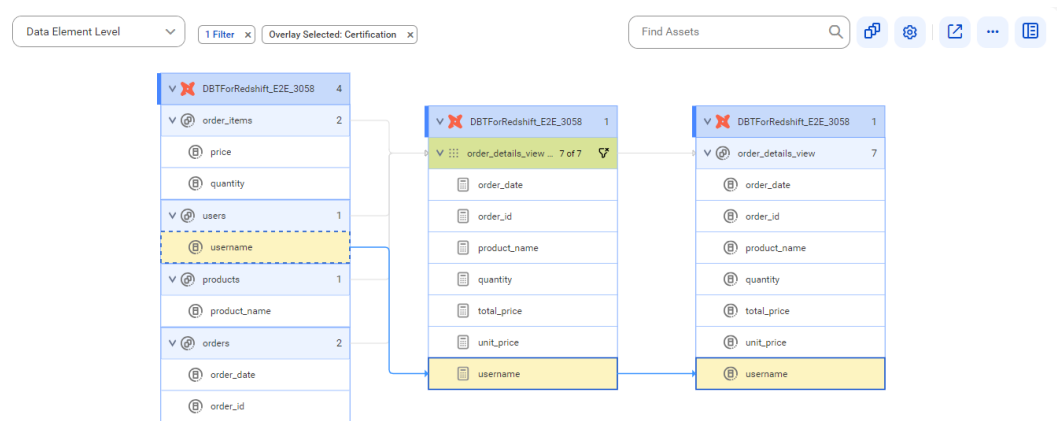 Data Element Level
1 Filter x
Overlay Selected: Certification x
Find Assets
DBTForRedshift_E2E_3058 4
order_items 2
price
quantity
users 1
username
products 1
product_name
orders 2
order_date
order_id
DBTForRedshift_E2E_3058 1
order_details_view ... 7 of 7
order_date
order_id
product_name
quantity
total_price
unit_price
username
DBTForRedshift_E2E_3058 1
order_details_view 7
order_date
order_id
product_name
quantity
total_price
unit_price
username